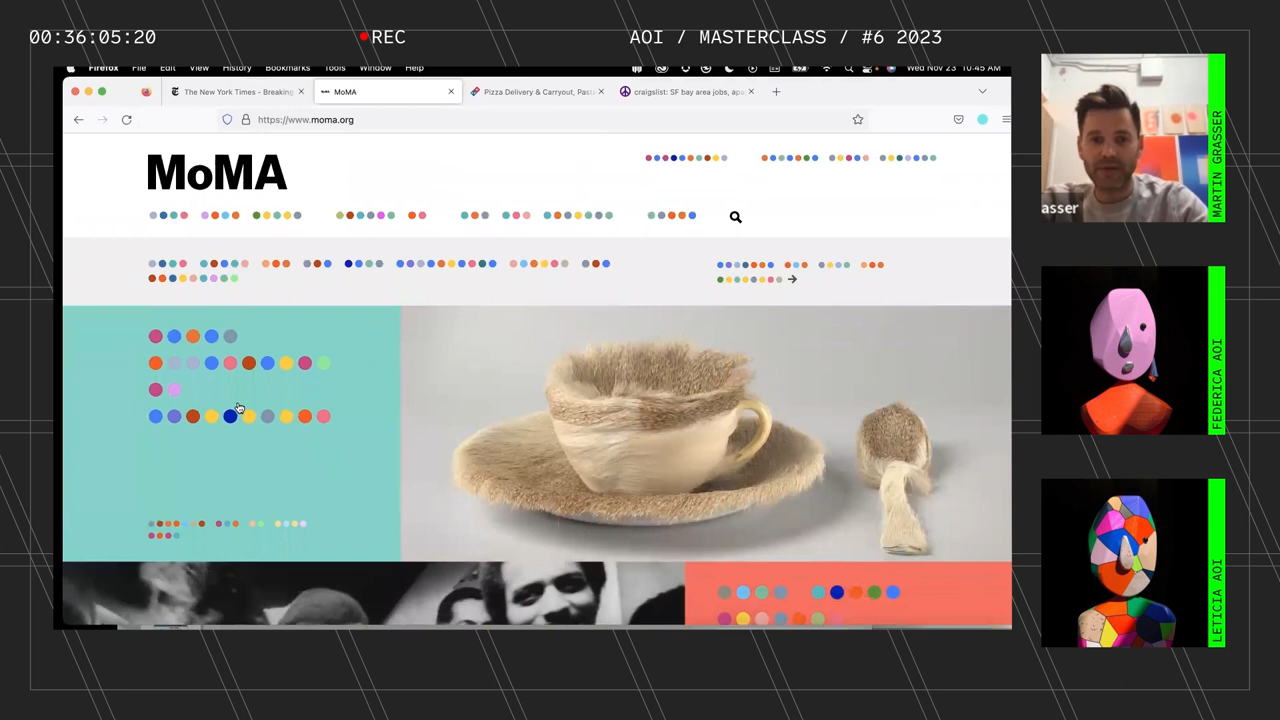 00:36:05:20
REC
AOI / MASTERCLASS / #6 2023
Firefox File Edit View History Bookmarks Tools Window Help
Wed Nov 23 10:45 AM
The New York Times - Breaking
MoMA
Pizza Delivery & Carryout, Past
craigslist: SF bay area jobs, apa
https://www.moma.org
MoMA
asser
MARTIN GRASSER
FEDERICA AOI
LETICIA AOI